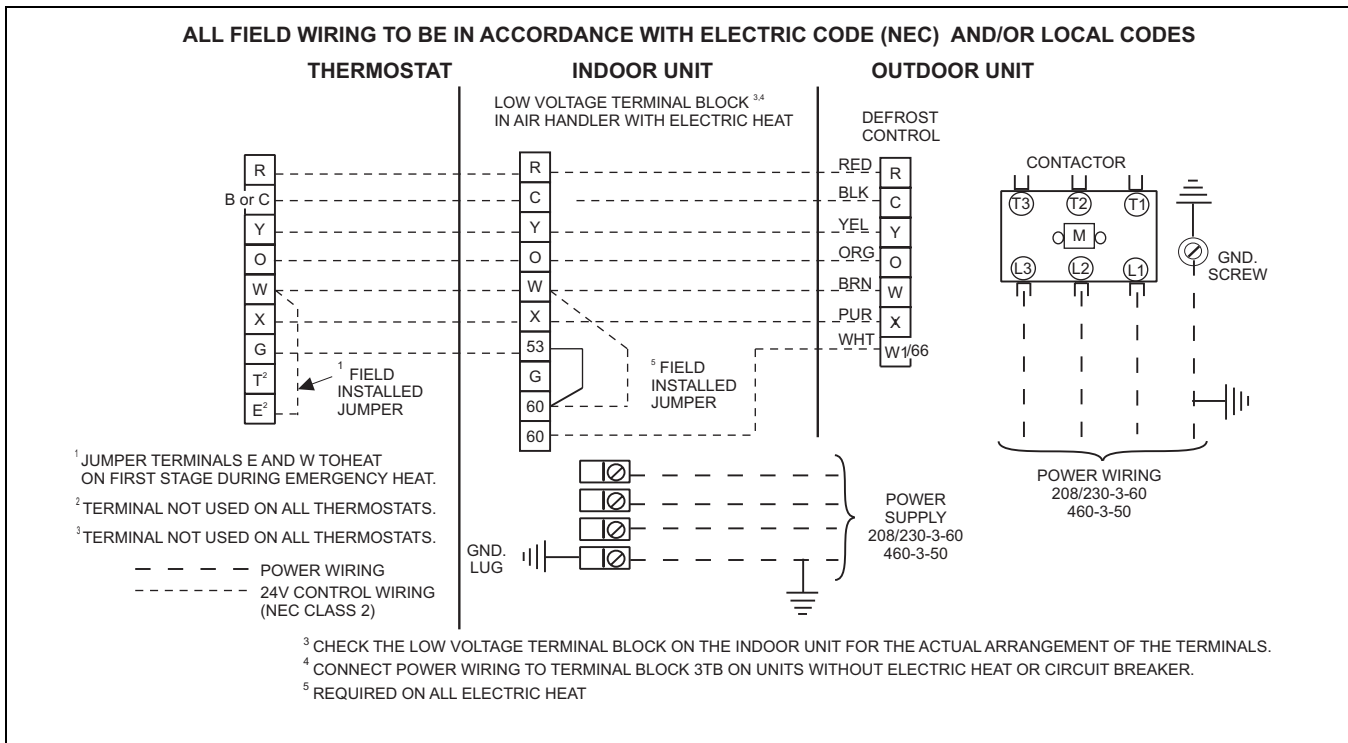 ALL FIELD WIRING TO BE IN ACCORDANCE WITH ELECTRIC CODE (NEC) AND/OR LOCAL CODES
THERMOSTAT
INDOOR UNIT
OUTDOOR UNIT
LOW VOLTAGE TERMINAL BLOCK 3,4
IN AIR HANDLER WITH ELECTRIC HEAT
DEFROST
CONTROL
R
B or C
Y
O
W
X
G
T²
E²
1 FIELD
INSTALLED
JUMPER
R
C
Y
O
W
X
53
G
60
60
5 FIELD
INSTALLED
JUMPER
RED
BLK
YEL
ORG
BRN
PUR
WHT
R
C
Y
O
W
X
W1/66
CONTACTOR
T3
T2
T1
M
L3
L2
L1
GND.
SCREW
POWER WIRING
208/230-3-60
460-3-50
1 JUMPER TERMINALS E AND W TOHEAT
ON FIRST STAGE DURING EMERGENCY HEAT.
2 TERMINAL NOT USED ON ALL THERMOSTATS.
3 TERMINAL NOT USED ON ALL THERMOSTATS.
POWER WIRING
24V CONTROL WIRING
(NEC CLASS 2)
GND.
LUG
POWER
SUPPLY
208/230-3-60
460-3-50
3 CHECK THE LOW VOLTAGE TERMINAL BLOCK ON THE INDOOR UNIT FOR THE ACTUAL ARRANGEMENT OF THE TERMINALS.
4 CONNECT POWER WIRING TO TERMINAL BLOCK 3TB ON UNITS WITHOUT ELECTRIC HEAT OR CIRCUIT BREAKER.
5 REQUIRED ON ALL ELECTRIC HEAT